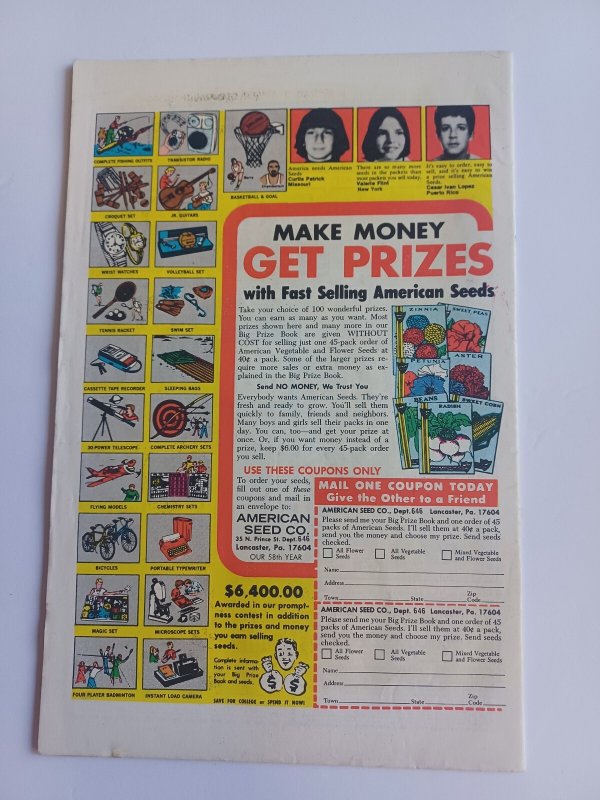 COMPLETE FISHING OUTFITS
TRANSISTOR RADIO
BASKETBALL & GOAL
America needs American
Seeds
Curtis Patrick
Missouri
There are so many more
seeds in the packets than
most packets you sell today.
Valerie Flint
New York
It's easy to order, easy to
sell, and it's easy to win
a prize selling American
Seeds.
Cesar Ivan Lopez
Puerto Rico
CROQUET SET
JR. GUITARS
WRIST WATCHES
VOLLEYBALL SET
TENNIS RACKET
SWIM SET
CASSETTE TAPE RECORDER
SLEEPING BAGS
30-POWER TELESCOPE
COMPLETE ARCHERY SETS
FLYING MODELS
CHEMISTRY SETS
BICYCLES
PORTABLE TYPEWRITER
MAGIC SET
MICROSCOPE SETS
FOUR PLAYER BADMINTON
INSTANT LOAD CAMERA
MAKE MONEY
GET PRIZES
with Fast Selling American Seeds
Take your choice of 100 wonderful prizes.
You can earn as many as you want. Most
prizes shown here and many more in our
Big Prize Book are given WITHOUT
COST for selling just one 45-pack order of
American Vegetable and Flower Seeds at
40¢ a pack. Some of the larger prizes re-
quire more sales or extra money as ex-
plained in the Big Prize Book.
Send NO MONEY, We Trust You
Everybody wants American Seeds. They're
fresh and ready to grow. You'll sell them
quickly to family, friends and neighbors.
Many boys and girls sell their packs in one
day. You can, too—and get your prize at
once. Or, if you want money instead of a
prize, keep $6.00 for every 45-pack order
you sell.
ZINNIA
SWEET PEAS
PETUNIA
ASTER
BEANS
RADISH
SWEET CORN
USE THESE COUPONS ONLY
To order your seeds,
fill out one of these
coupons and mail in
an envelope to:
AMERICAN
SEED CO.
35 N. Prince St. Dept. 646
Lancaster, Pa. 17604
OUR 58th YEAR
MAIL ONE COUPON TODAY
Give the Other to a Friend
AMERICAN SEED CO., Dept. 646 Lancaster, Pa. 17604
Please send me your Big Prize Book and one order of 45
packs of American Seeds. I'll sell them at 40¢ a pack,
send you the money and choose my prize. Send seeds
checked.
All Flower
Seeds
All Vegetable
Seeds
Mixed Vegetable
and Flower Seeds
Name
Address
Town State Zip Code
AMERICAN SEED CO., Dept. 646 Lancaster, Pa. 17604
Please send me your Big Prize Book and one order of 45
packs of American Seeds. I'll sell them at 40¢ a pack,
send you the money and choose my prize. Send seeds
checked.
All Flower
Seeds
All Vegetable
Seeds
Mixed Vegetable
and Flower Seeds
Name
Address
Town State Zip Code
$6,400.00
Awarded in our prompt-
ness contest in addition
to the prizes and money
you earn selling
seeds.
Complete informa-
tion is sent with
your Big Prize
Book and seeds.
SAVE FOR COLLEGE or SPEND IT NOW!